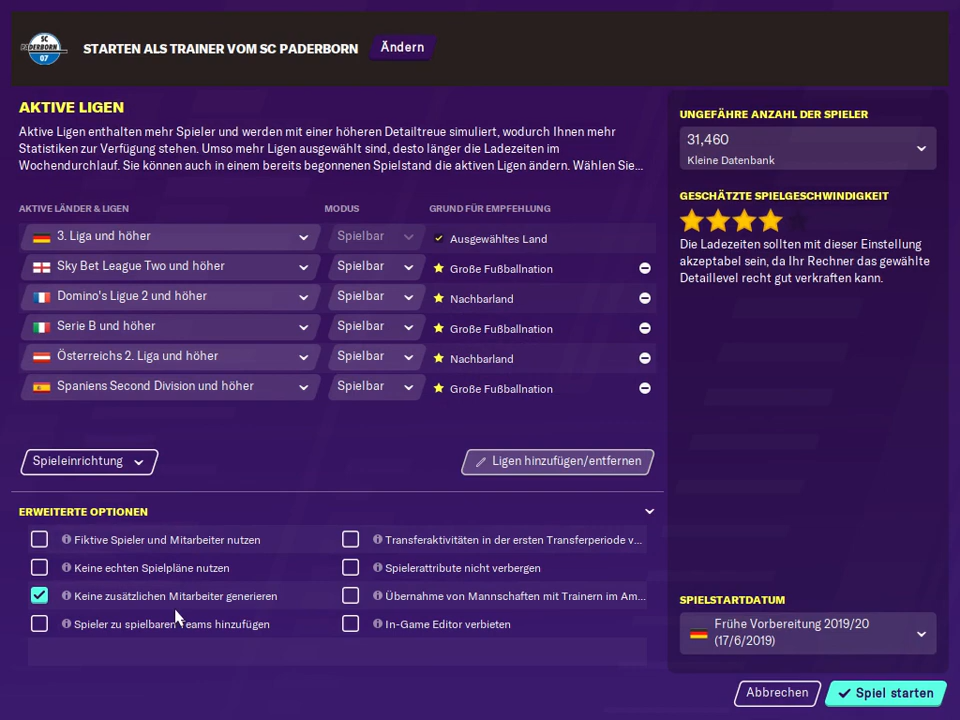 SC
PADERBORN
07
STARTEN ALS TRAINER VOM SC PADERBORN
Ändern
AKTIVE LIGEN
Aktive Ligen enthalten mehr Spieler und werden mit einer höheren Detailtreue simuliert, wodurch Ihnen mehr
Statistiken zur Verfügung stehen. Umso mehr Ligen ausgewählt sind, desto länger die Ladezeiten im
Wochendurchlauf. Sie können auch in einem bereits begonnenen Spielstand die aktiven Ligen ändern. Wählen Sie...
AKTIVE LÄNDER & LIGEN MODUS GRUND FÜR EMPFEHLUNG
3. Liga und höher Spielbar Ausgewähltes Land
Sky Bet League Two und höher Spielbar Große Fußballnation
Domino's Ligue 2 und höher Spielbar Nachbarland
Serie B und höher Spielbar Große Fußballnation
Österreichs 2. Liga und höher Spielbar Nachbarland
Spaniens Second Division und höher Spielbar Große Fußballnation
Spieleinrichtung
Ligen hinzufügen/entfernen
ERWEITERTE OPTIONEN
Fiktive Spieler und Mitarbeiter nutzen Transferaktivitäten in der ersten Transferperiode v...
Keine echten Spielpläne nutzen Spielerattribute nicht verbergen
Keine zusätzlichen Mitarbeiter generieren Übernahme von Mannschaften mit Trainern im Am...
Spieler zu spielbaren Teams hinzufügen In-Game Editor verbieten
UNGEFÄHRE ANZAHL DER SPIELER
31,460
Kleine Datenbank
GESCHÄTZTE SPIELGESCHWINDIGKEIT
Die Ladezeiten sollten mit dieser Einstellung
akzeptabel sein, da Ihr Rechner das gewählte
Detaillevel recht gut verkraften kann.
SPIELSTARTDATUM
Frühe Vorbereitung 2019/20
(17/6/2019)
Abbrechen
Spiel starten